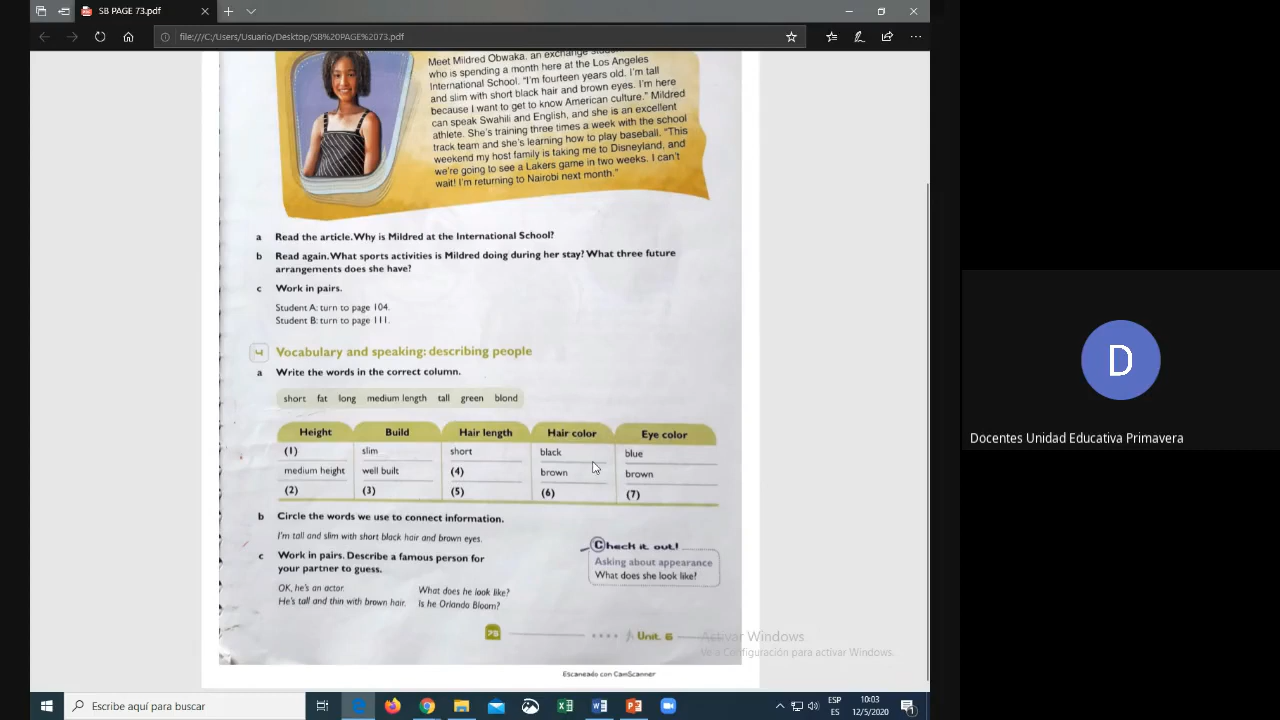 SB PAGE 73.pdf
file:///C:/Users/Usuario/Desktop/SB%20PAGE%2073.pdf
Meet Mildred Obwaka, an exchange
who is spending a month here at the Los Angeles
International School. "I'm fourteen years old. I'm tall
and slim with short black hair and brown eyes. I'm here
because I want to get to know American culture." Mildred
can speak Swahili and English, and she is an excellent
athlete. She's training three times a week with the school
track team and she's learning how to play baseball. "This
weekend my host family is taking me to Disneyland, and
we're going to see a Lakers game in two weeks. I can't
wait! I'm returning to Nairobi next month."
a Read the article. Why is Mildred at the International School?
b Read again. What sports activities is Mildred doing during her stay? What three future
arrangements does she have?
c Work in pairs.
Student A: turn to page 104.
Student B: turn to page 111.
4 Vocabulary and speaking: describing people
a Write the words in the correct column.
short fat long medium length tall green blond
Height Build Hair length Hair color Eye color
(1) slim short black blue
medium height well built (4) brown brown
(2) (3) (5) (6) (7)
b Circle the words we use to connect information.
I'm tall and slim with short black hair and brown eyes.
c Work in pairs. Describe a famous person for
your partner to guess.
OK, he's an actor. What does he look like?
He's tall and thin with brown hair. Is he Orlando Bloom?
Check it out!
Asking about appearance
What does she look like?
73 Unit 6
Escaneado con CamScanner
Activar Windows
Ve a Configuración para activar Windows.
D
Docentes Unidad Educativa Primavera
Escribe aquí para buscar
ESP 10:03
ES 12/5/2020
1